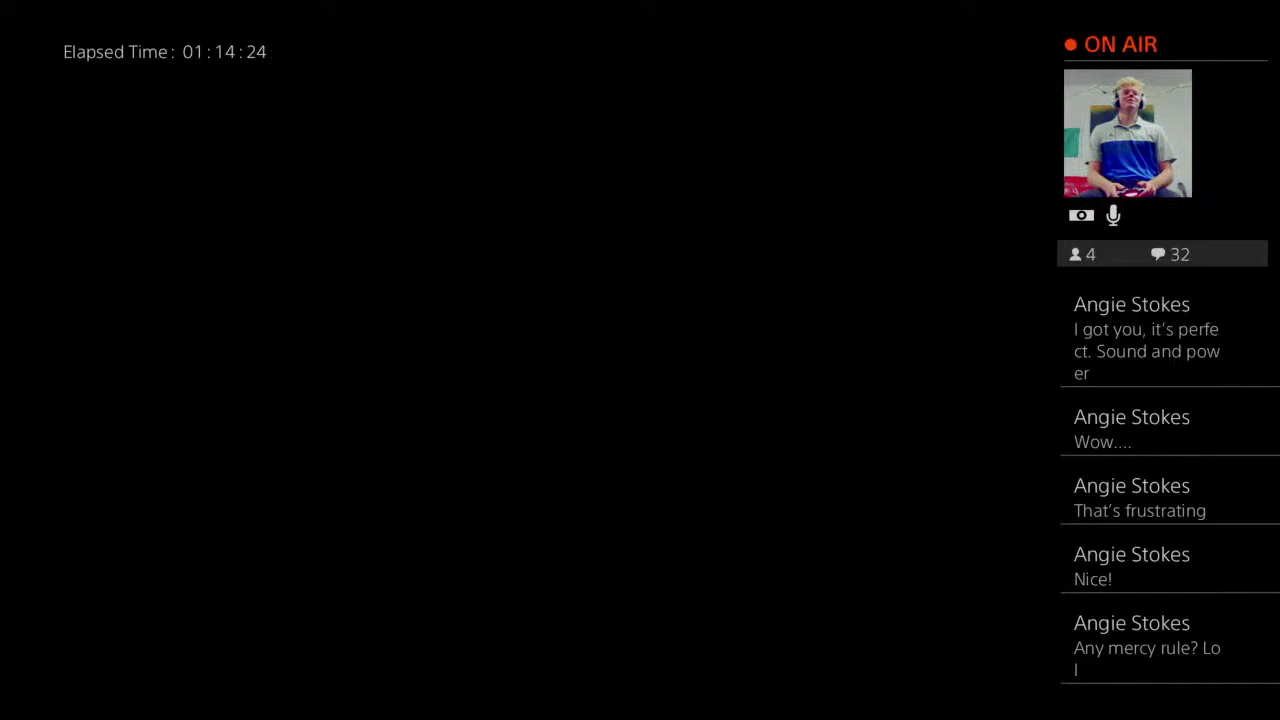 Elapsed Time: 01:14:24
ON AIR
4 32
Angie Stokes
I got you, it's perfe
ct. Sound and pow
er
Angie Stokes
Wow....
Angie Stokes
That's frustrating
Angie Stokes
Nice!
Angie Stokes
Any mercy rule? Lo
l